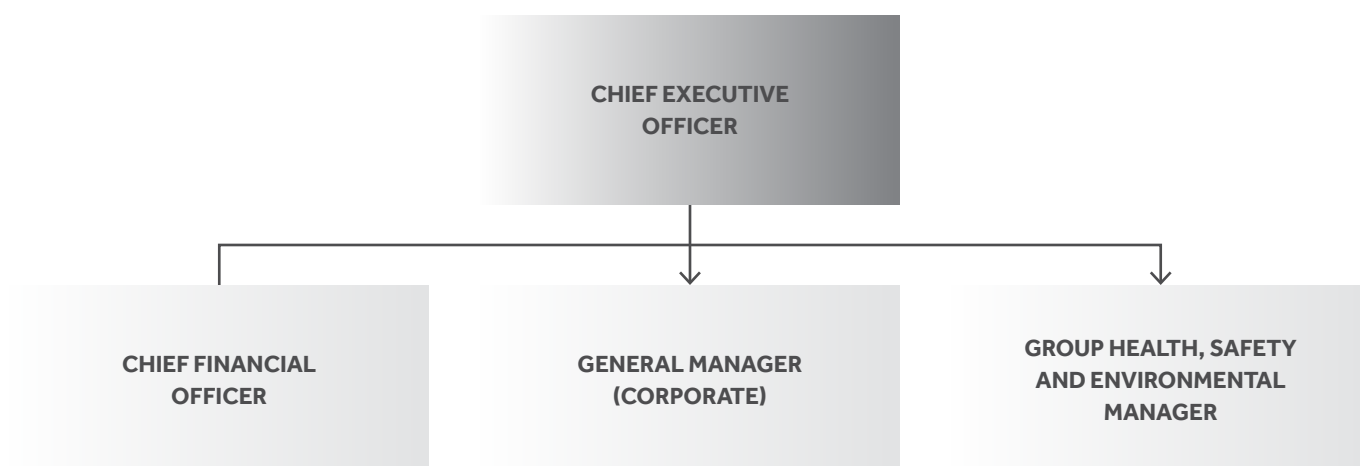 CHIEF EXECUTIVE
OFFICER
CHIEF FINANCIAL
OFFICER
GENERAL MANAGER
(CORPORATE)
GROUP HEALTH, SAFETY
AND ENVIRONMENTAL
MANAGER